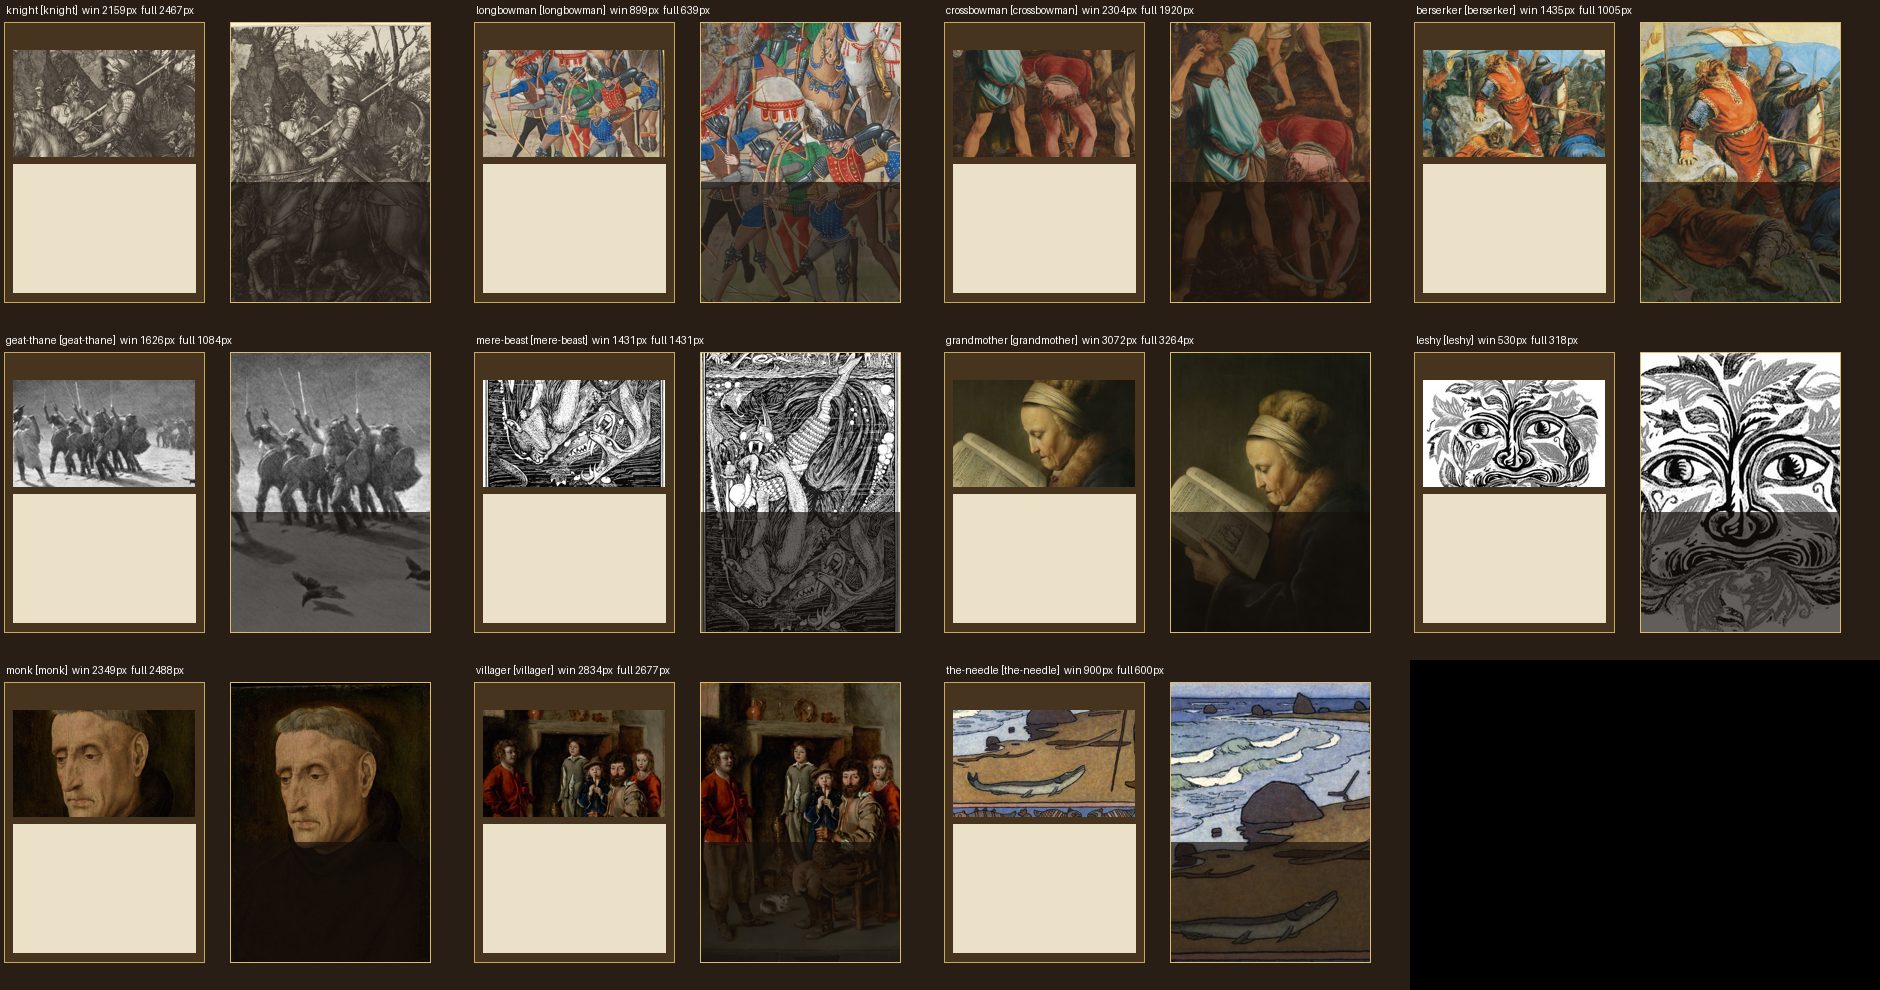 knight [knight] win 2159px full 2467px
longbowman [longbowman] win 899px full 639px
crossbowman [crossbowman] win 2304px full 1920px
berserker [berserker] win 1435px full 1005px
geat-thane [geat-thane] win 1626px full 1084px
mere-beast [mere-beast] win 1431px full 1431px
grandmother [grandmother] win 3072px full 3264px
leshy [leshy] win 530px full 318px
monk [monk] win 2349px full 2488px
villager [villager] win 2834px full 2677px
the-needle [the-needle] win 900px full 600px